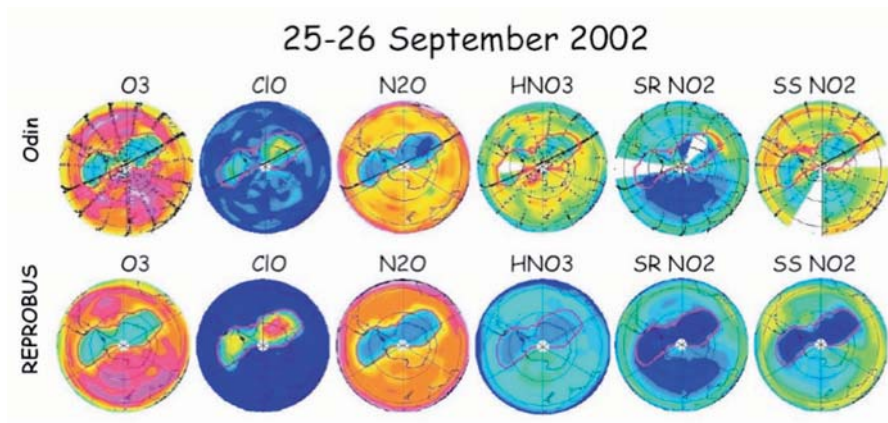 25-26 September 2002
O3 ClO N2O HNO3 SR NO2 SS NO2
Odin
O3 ClO N2O HNO3 SR NO2 SS NO2
REPROBUS